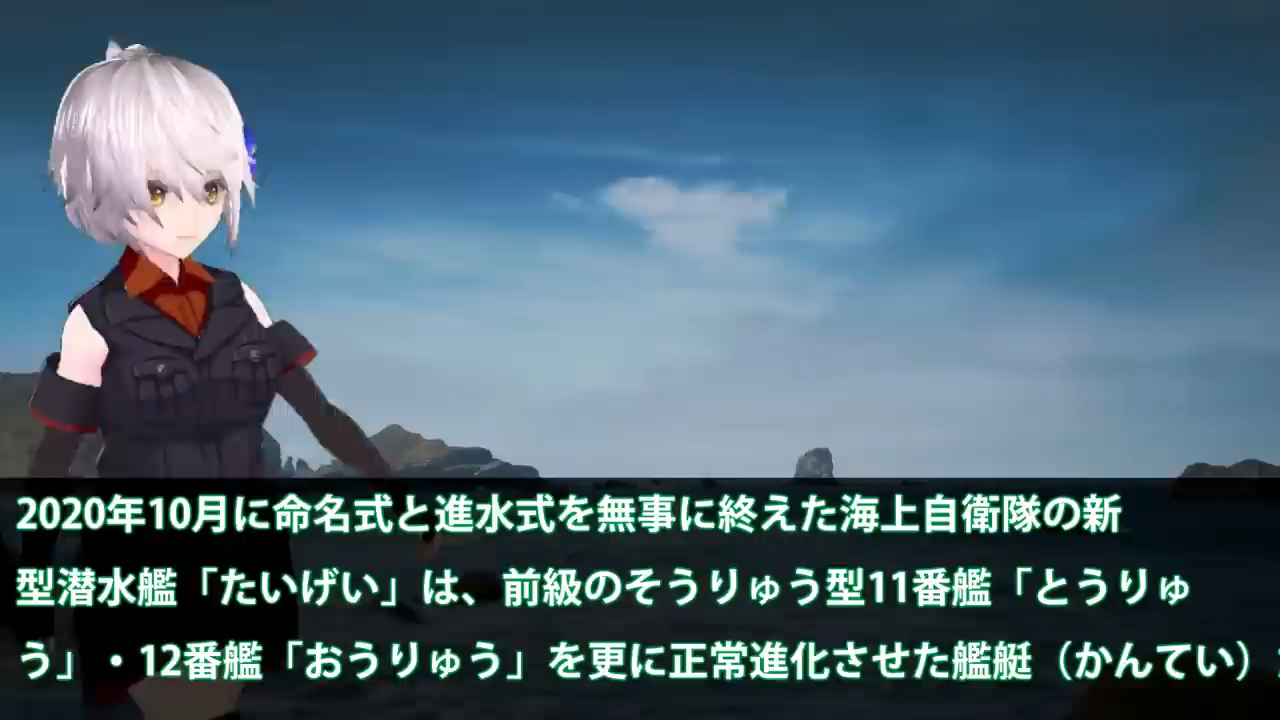 2020年10月に命名式と進水式を無事に終えた海上自衛隊の新
型潜水艦「たいげい」は、前級のそうりゅう型11番艦「とうりゅ
う」・12番艦「おうりゅう」を更に正常進化させた艦艇（かんてい）